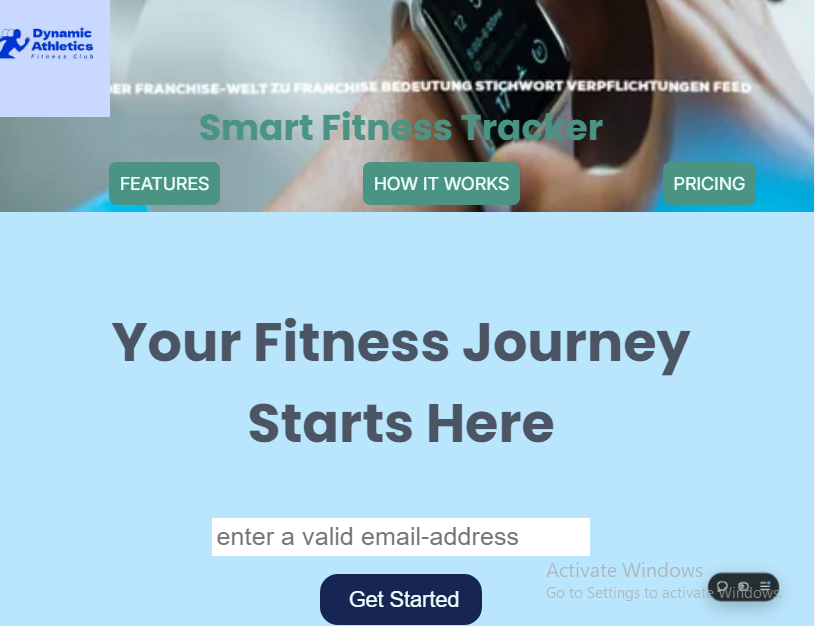 Dynamic
Athletics
Fitness Club
DER FRANCHISE-WELT ZU FRANCHISE BEDEUTUNG STICHWORT VERPFLICHTUNGEN FEED
Smart Fitness Tracker
FEATURES
HOW IT WORKS
PRICING
Your Fitness Journey
Starts Here
enter a valid email-address
Get Started
Activate Windows
Go to Settings to activate Windows.